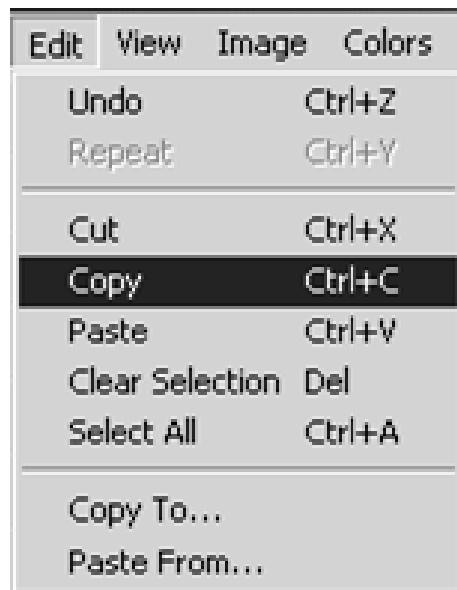 Edit View Image Colors
Undo Ctrl+Z
Repeat Ctrl+Y
Cut Ctrl+X
Copy Ctrl+C
Paste Ctrl+V
Clear Selection Del
Select All Ctrl+A
Copy To...
Paste From...